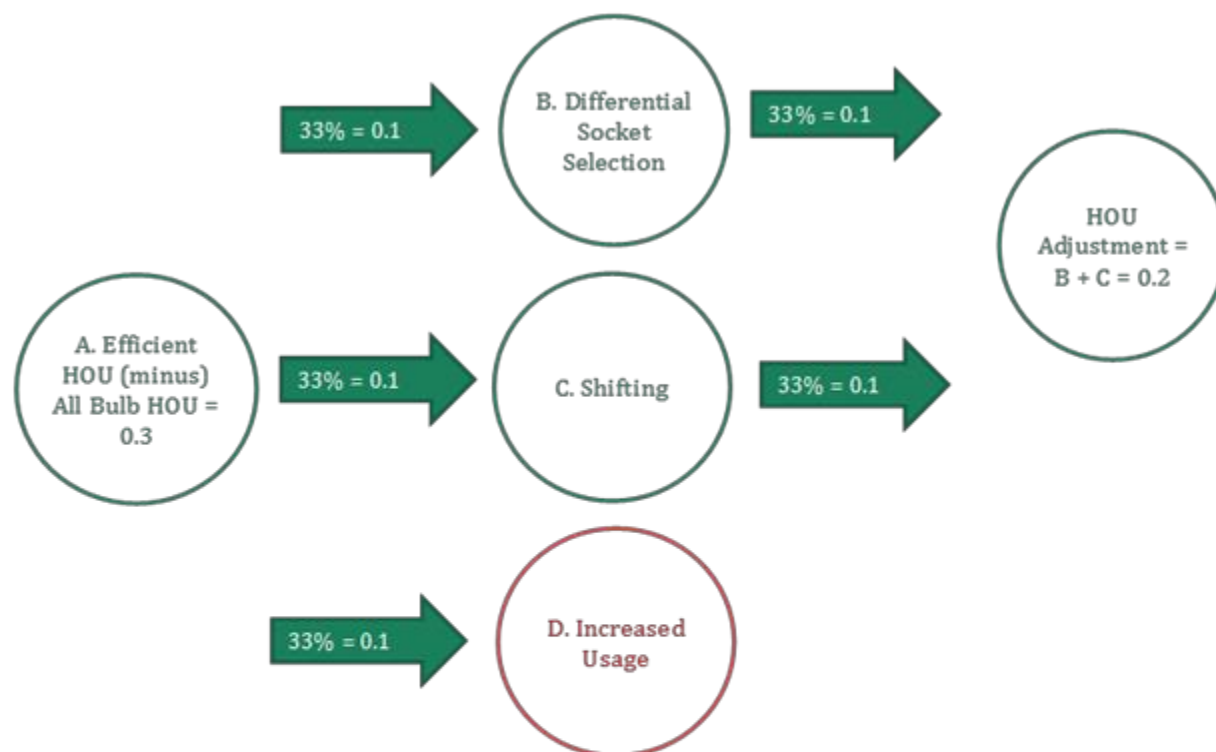 33% = 0.1
B. Differential
Socket
Selection
33% = 0.1
HOU
Adjustment =
B + C = 0.2
A. Efficient
HOU (minus)
All Bulb HOU =
0.3
33% = 0.1
C. Shifting
33% = 0.1
33% = 0.1
D. Increased
Usage